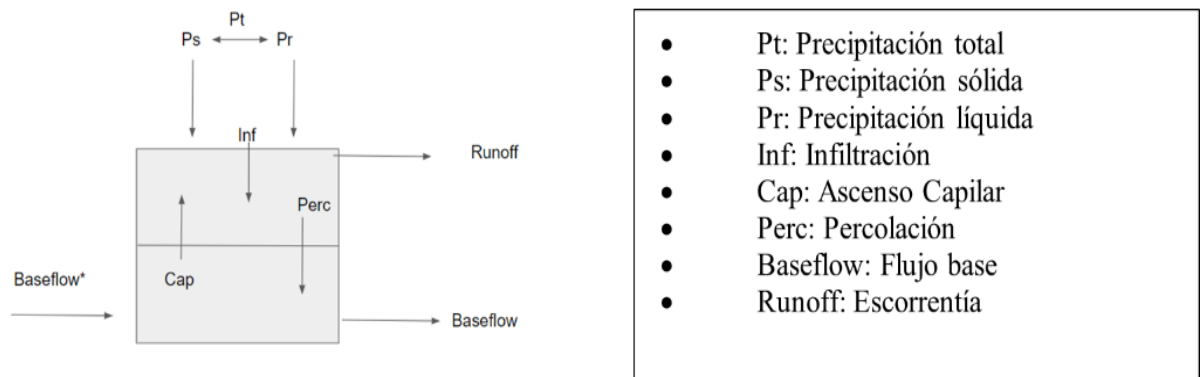 Pt
Ps
Pr
Inf
Runoff
Perc
Baseflow*
Cap
Baseflow
• Pt: Precipitación total
• Ps: Precipitación sólida
• Pr: Precipitación líquida
• Inf: Infiltración
• Cap: Ascenso Capilar
• Perc: Percolación
• Baseflow: Flujo base
• Runoff: Escorrentía